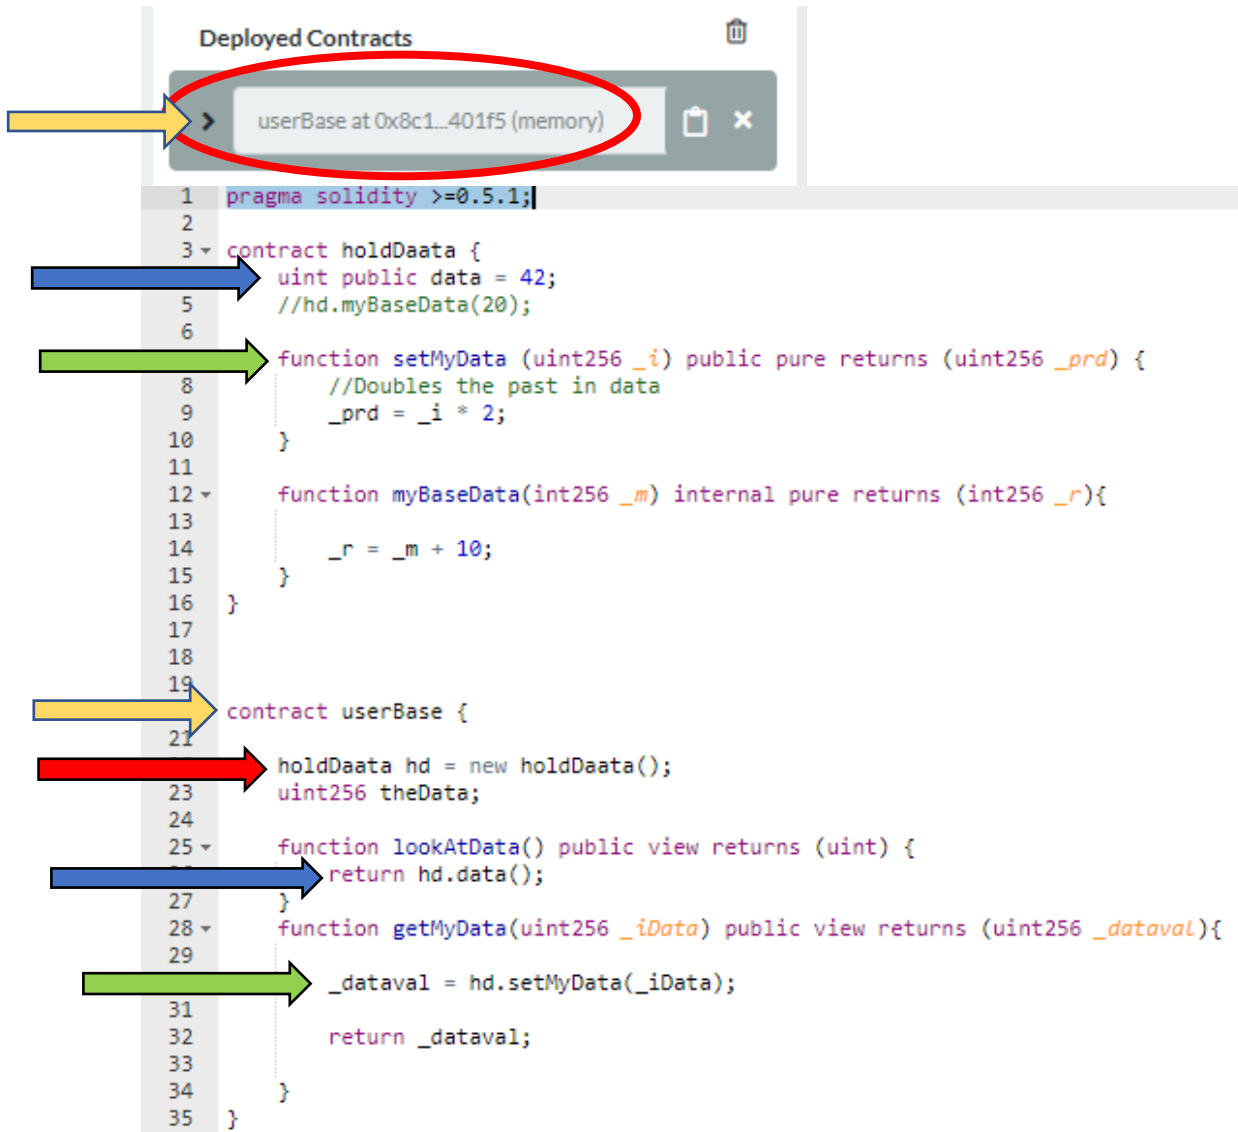 Deployed Contracts
userBase at 0x8c1...401f5 (memory)
1 pragma solidity >=0.5.1;
2
3 contract holdDaata {
uint public data = 42;
5 //hd.myBaseData(20);
6
function setMyData (uint256 _i) public pure returns (uint256 _prd) {
8 //Doubles the past in data
9 _prd = _i * 2;
10 }
11
12 function myBaseData(int256 _m) internal pure returns (int256 _r){
13
14 _r = _m + 10;
15 }
16 }
17
18
19
contract userBase {
21
holdDaata hd = new holdDaata();
23 uint256 theData;
24
25 function lookAtData() public view returns (uint) {
return hd.data();
27 }
28 function getMyData(uint256 _iData) public view returns (uint256 _dataval){
29
_dataval = hd.setMyData(_iData);
31
32 return _dataval;
33
34 }
35 }